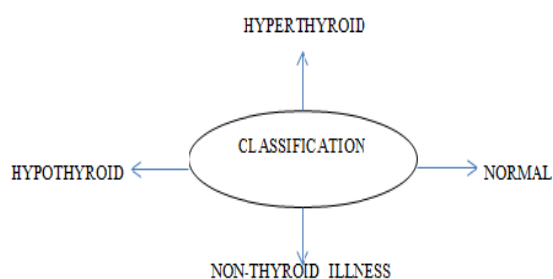 HYPERTHYROID
CLASSIFICATION
HYPOTHYROID
NORMAL
NON-THYROID ILLNESS